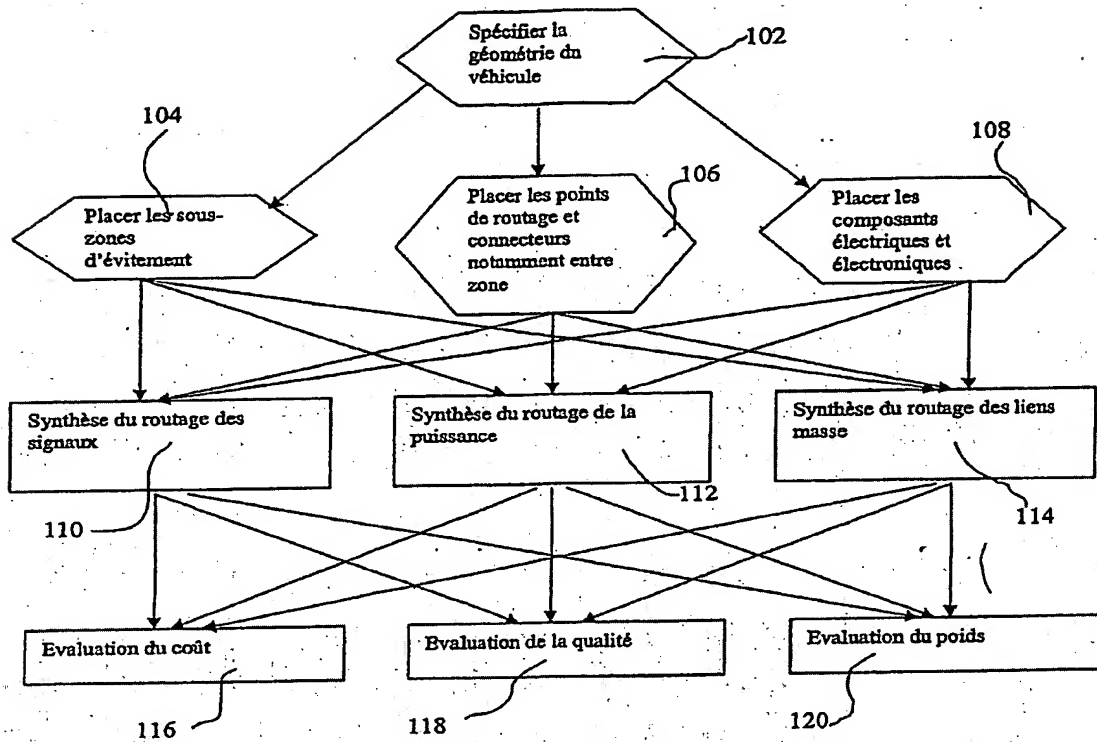 Spécifier la
géométrie du
véhicule
102
104
106
108
Placer les sous-
zones
d'évitement
Placer les points
de routage et
connecteurs
notamment entre
zone
Placer les
composants
électriques et
électroniques
Synthèse du routage des
signaux
Synthèse du routage de la
puissance
Synthèse du routage des liens
masse
110
112
114
Evaluation du coût
Evaluation de la qualité
Evaluation du poids
116
118
120